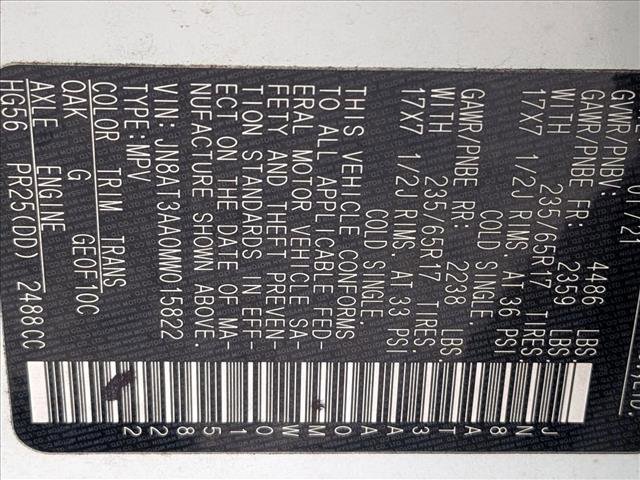 01/21
GVWR/PNBV: 4486 LBS.
GAWR/PNBE FR: 2359 LBS.
WITH 235/65R17 TIRES
17X7 1/2J RIMS. AT 36 PSI
COLD SINGLE.
GAWR/PNBE RR: 2238 LBS.
WITH 235/65R17 TIRES.
17X7 1/2J RIMS. AT 33 PSI
COLD SINGLE.
THIS VEHICLE CONFORMS
TO ALL APPLICABLE FED-
ERAL MOTOR VEHICLE SA-
FETY AND THEFT PREVEN-
TION STANDARDS IN EFF-
ECT ON THE DATE OF MA-
NUFACTURE SHOWN ABOVE.
VIN: JN8AT3AA0MW015822
TYPE: MPV
COLOR TRIM TRANS
QAK G GE0F10C
AXLE ENGINE
HG56 PR25(DD) 2488CC
JN8AT3AA0MW015822